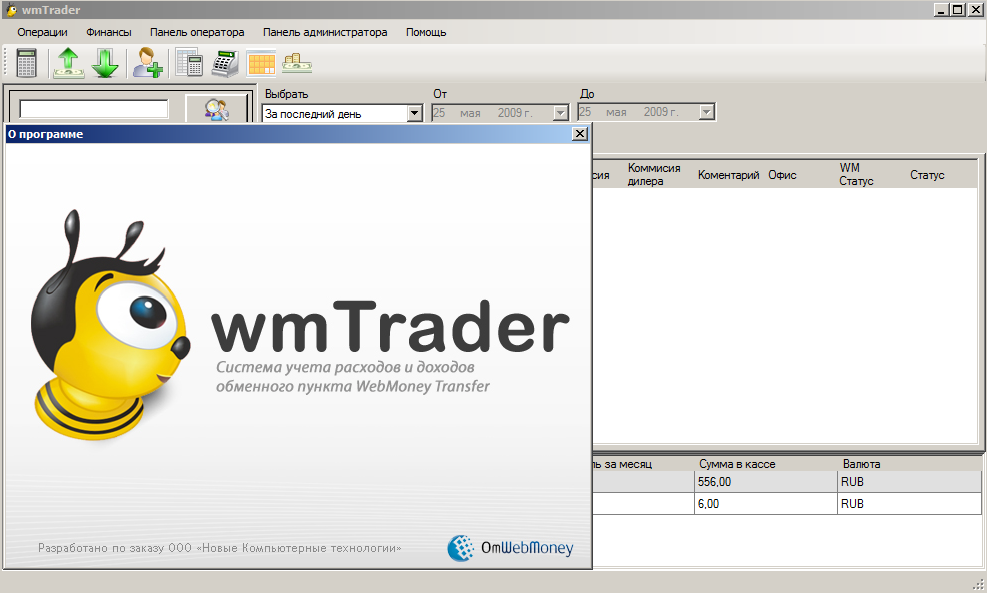 wmTrader
Операции Финансы Панель оператора Панель администратора Помощь
Выбрать От До
За последний день 25 мая 2009 г. 25 мая 2009 г.
О программе
сия Коммисия дилера Коментарий Офис WM Статус Статус
wmTrader
Система учета расходов и доходов
обменного пункта WebMoney Transfer
ль за месяц Сумма в кассе Валюта
556,00 RUB
6,00 RUB
Разработано по заказу ООО «Новые Компьютерные технологии»
OmWebMoney